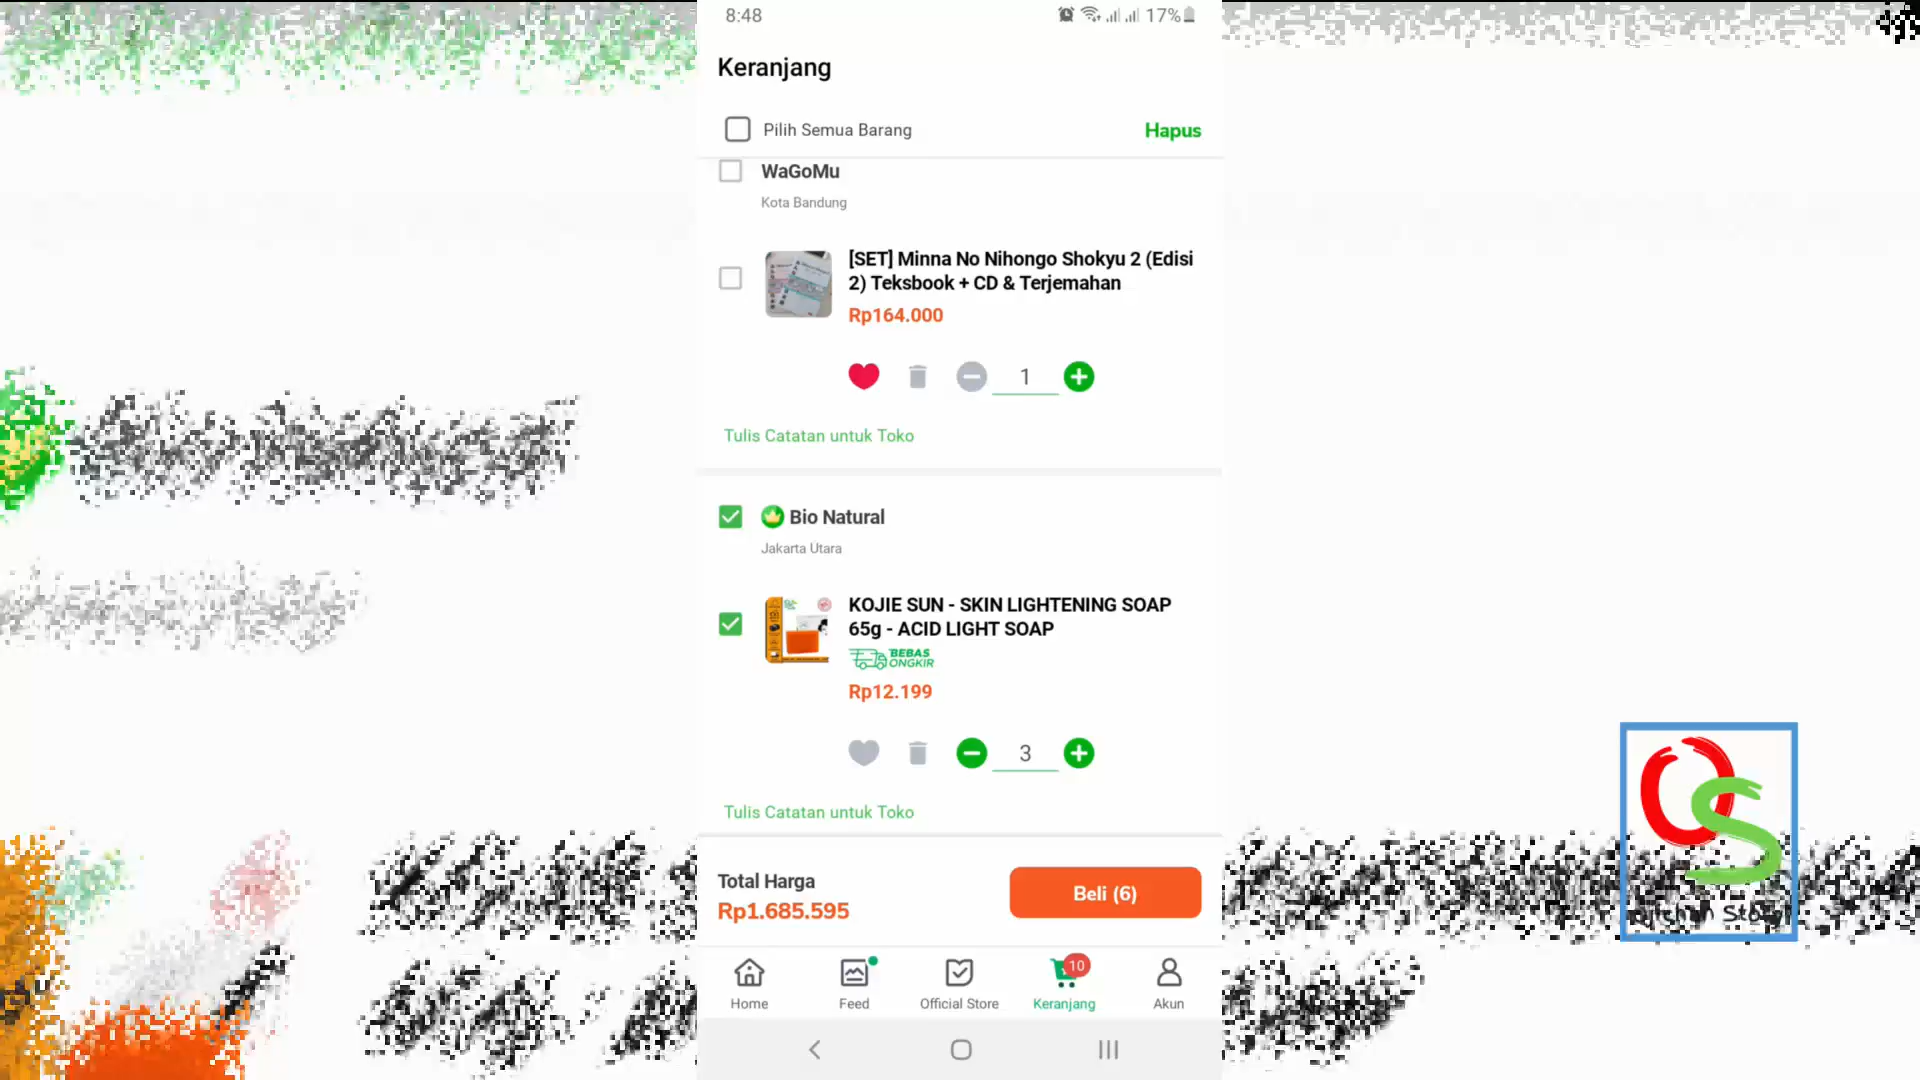 8:48
17%
Keranjang
Pilih Semua Barang
Hapus
WaGoMu
Kota Bandung
[SET] Minna No Nihongo Shokyu 2 (Edisi
2) Teksbook + CD & Terjemahan
Rp164.000
1
Tulis Catatan untuk Toko
Bio Natural
Jakarta Utara
KOJIE SUN - SKIN LIGHTENING SOAP
65g - ACID LIGHT SOAP
BEBAS
ONGKIR
Rp12.199
3
Tulis Catatan untuk Toko
Total Harga
Rp1.685.595
Beli (6)
10
Home
Feed
Official Store
Keranjang
Akun
OS